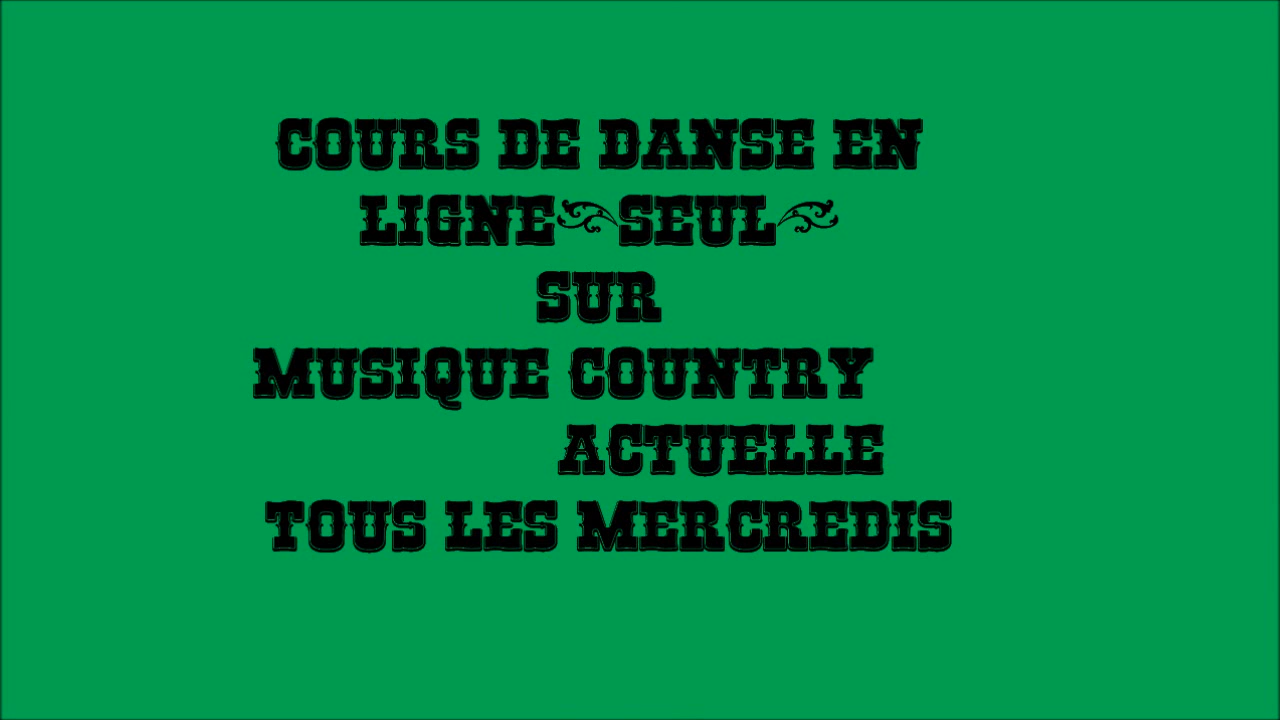 COURS DE DANSE EN
LIGNE SEUL
SUR
MUSIQUE COUNTRY
ACTUELLE
TOUS LES MERCREDIS